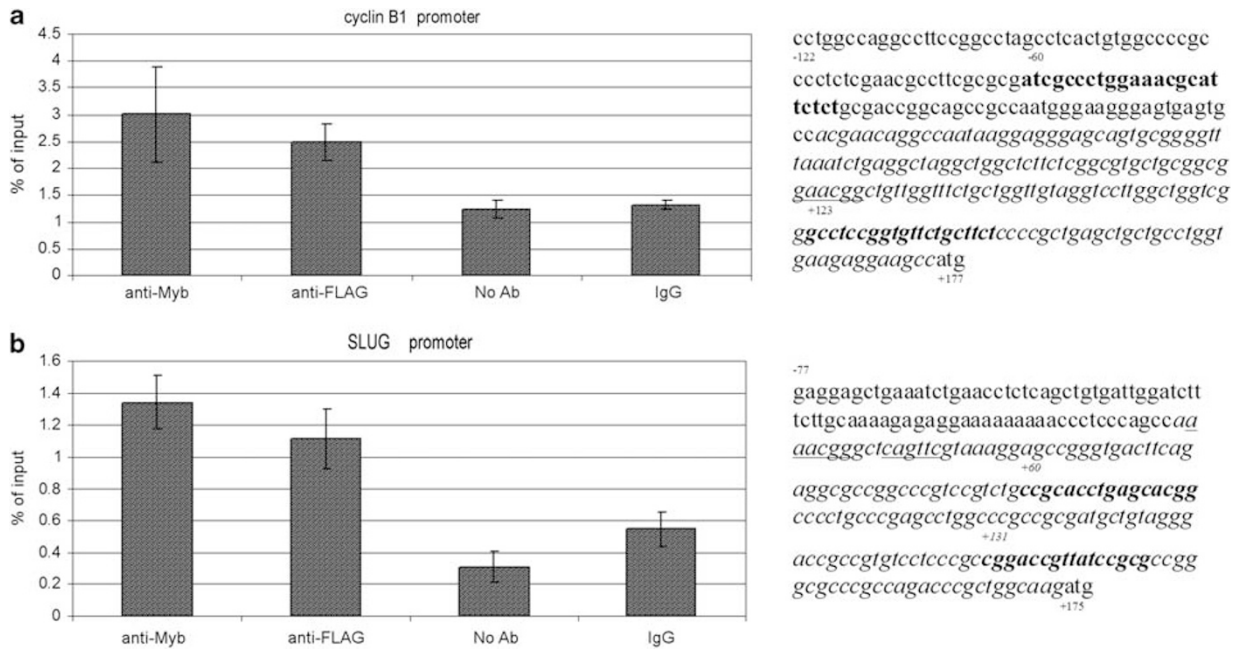 a
cyclin B1 promoter
4.5
4
3.5
3
2.5
2
1.5
1
0.5
0
% of input
anti-Myb anti-FLAG No Ab IgG
cctggccaggccttccggcctagcctcactgtggccccgc
-122 -60
ccctctcgaacgccttcgcgcgatcgccctggaaacgcat
tctctgcgaccggcagccgccaatgggaagggagtgagtg
ccacgaacaggccaataaggagggagcagtgcggggttt
taaatctgaggctaggctggctcttctcggcgtgctgcggcg
gaacggctgttggtttctgctggttgtaggtccttggctggtcg
+123
ggcctccggtgttctgcttctccccgctgagctgctgcctggt
gaagaggaagccatg
+177
b
SLUG promoter
1.6
1.4
1.2
1
0.8
0.6
0.4
0.2
0
% of input
anti-Myb anti-FLAG No Ab IgG
-77
gaggagctgaaatctgaacctctcagctgtgattggatctt
tcttgcaaaagagaggaaaaaaaaaccctcccagccaa
aacgggctcagttcgtaaaggagccgggtgacttcag
+60
aggcgccggcccgtccgtctgccgcacctgagcacgg
cccctgcccgagcctggcccgccgcgatgctgtaggg
+131
accgccgtgtcctcccgccggaccgttatccgcgccgg
gcgcccgccagacccgctggcaagatg
+175